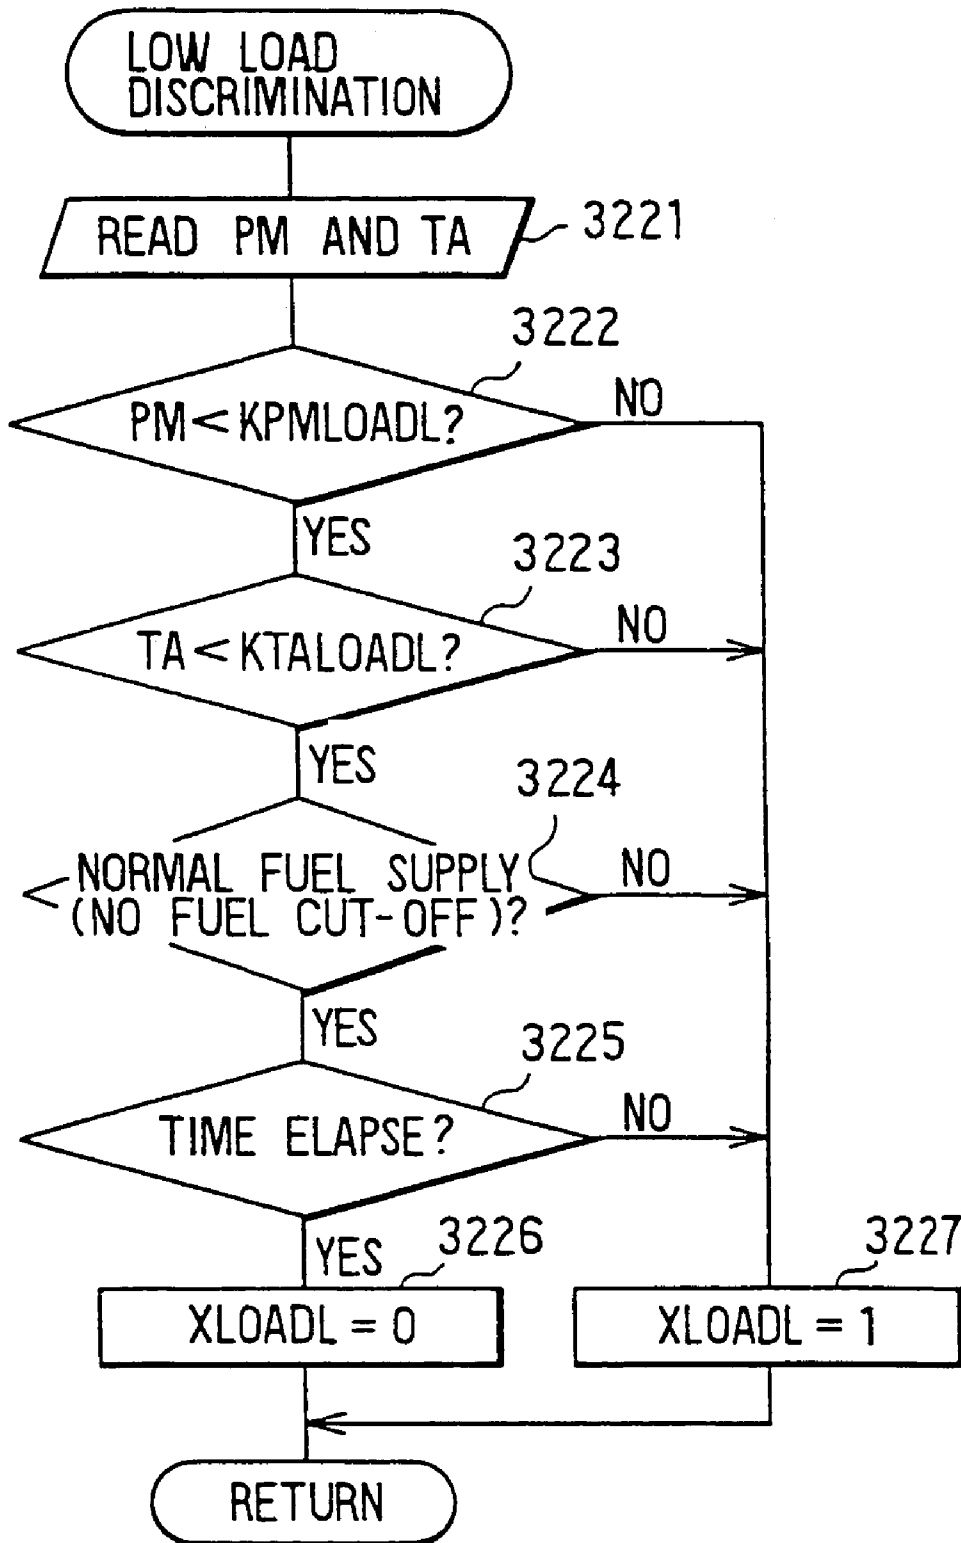 LOW LOAD
DISCRIMINATION
READ PM AND TA
3221
3222
PM < KPMLOADL?
NO
YES
3223
TA < KTALOADL?
NO
YES
3224
NORMAL FUEL SUPPLY
(NO FUEL CUT-OFF)?
NO
YES
3225
TIME ELAPSE?
NO
YES
3226
XLOADL = 0
3227
XLOADL = 1
RETURN